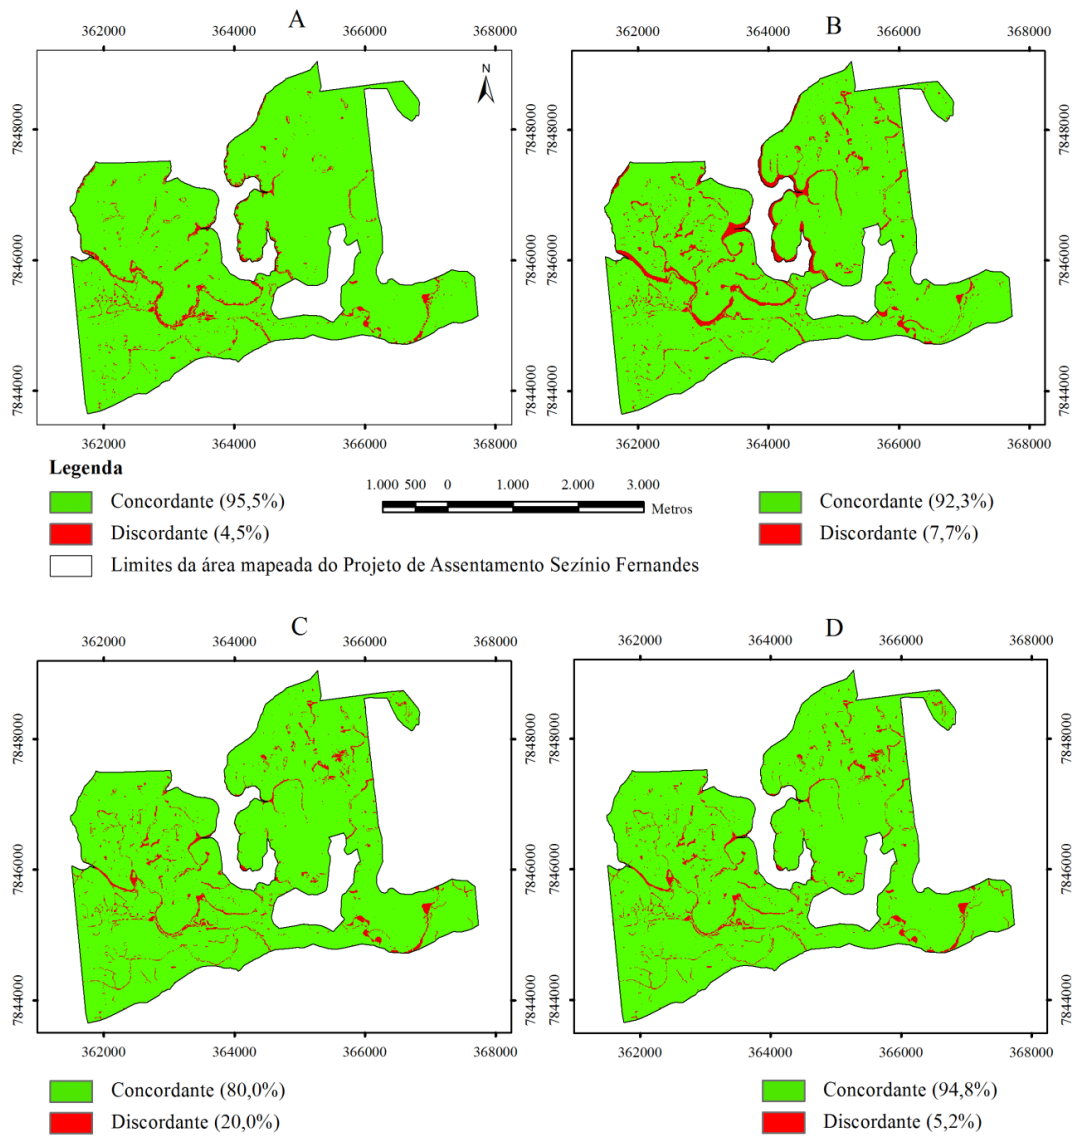 A
362000 364000 366000 368000
N
7848000 7848000
7846000 7846000
7844000 7844000
362000 364000 366000 368000
B
362000 364000 366000 368000
7848000 7848000
7846000 7846000
7844000 7844000
362000 364000 366000 368000
Legenda
Concordante (95,5%)
Discordante (4,5%)
Limites da área mapeada do Projeto de Assentamento Sezínio Fernandes
1.000 500 0 1.000 2.000 3.000
Metros
Concordante (92,3%)
Discordante (7,7%)
C
362000 364000 366000 368000
7848000 7848000
7846000 7846000
7844000 7844000
362000 364000 366000 368000
D
362000 364000 366000 368000
7848000 7848000
7846000 7846000
7844000 7844000
362000 364000 366000 368000
Concordante (80,0%)
Discordante (20,0%)
Concordante (94,8%)
Discordante (5,2%)